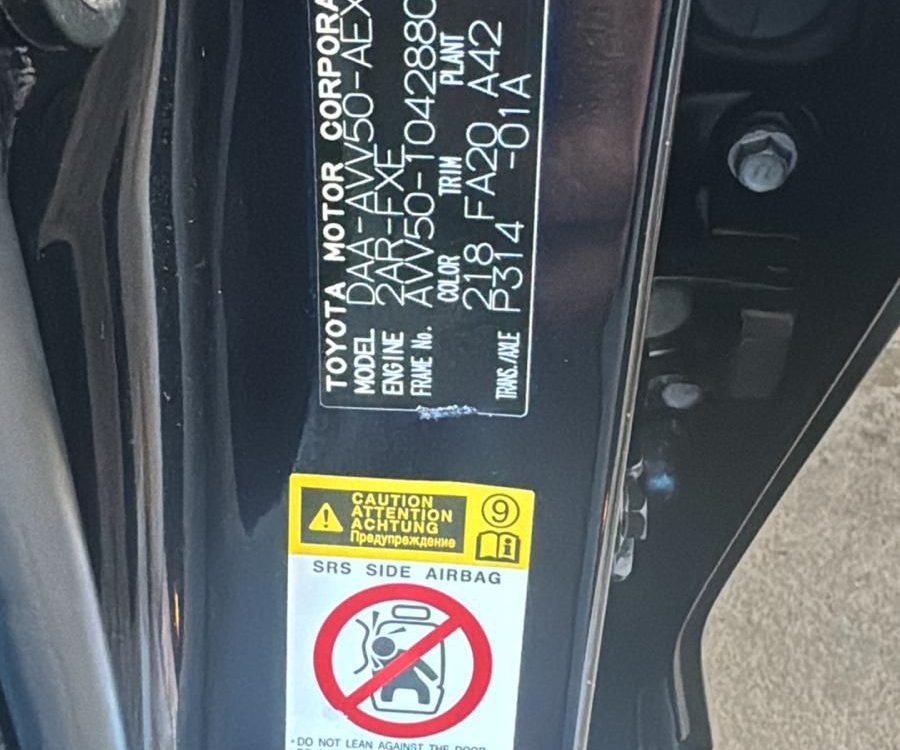 TOYOTA MOTOR CORPORA
MODEL DAA-AVV50-AEX
ENGINE 2AR-FXE
FRAME No. AVV50-1042880
COLOR TRIM PLANT
218 FA20 A42
TRANS./AXLE P314 -01A
CAUTION
ATTENTION
ACHTUNG
Предупреждение
9
i
SRS SIDE AIRBAG
•DO NOT LEAN AGAINST THE DOOR